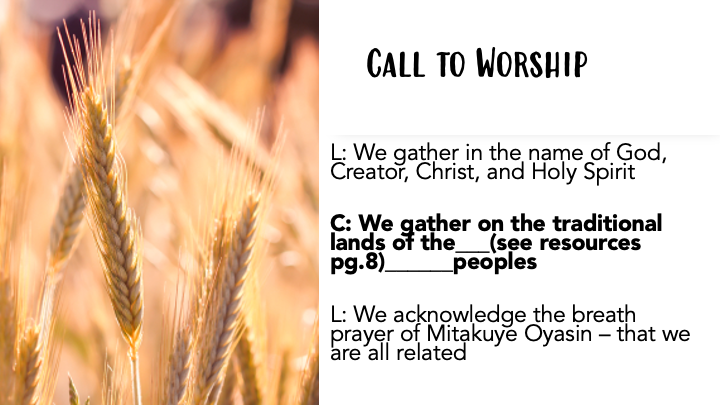 Call to Worship
L: We gather in the name of God,
Creator, Christ, and Holy Spirit
C: We gather on the traditional
lands of the___(see resources
pg.8)______peoples
L: We acknowledge the breath
prayer of Mitakuye Oyasin – that we
are all related